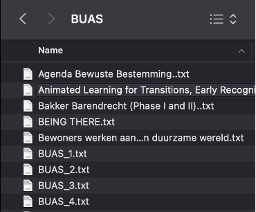 BUAS
Name
Agenda Bewuste Bestemming..txt
Animated Learning for Transitions, Early Recogni
Bakker Barendrecht (Phase I and II)..txt
BEING THERE.txt
Bewoners werken aan...n duurzame wereld.txt
BUAS_1.txt
BUAS_2.txt
BUAS_3.txt
BUAS_4.txt